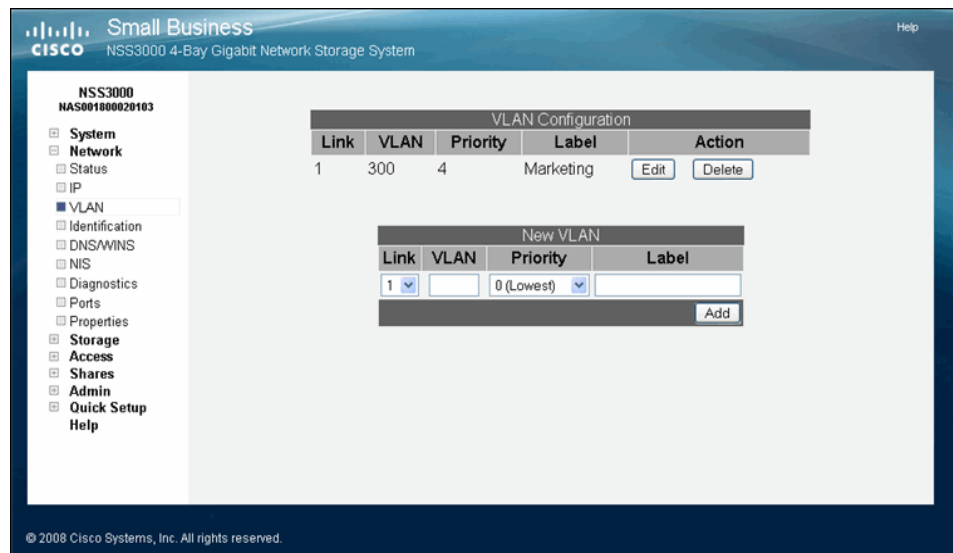 Small Business
Help
CISCO NSS3000 4-Bay Gigabit Network Storage System
NSS3000
NAS001800020103
System
Network
Status
IP
VLAN
Identification
DNS/WINS
NIS
Diagnostics
Ports
Properties
Storage
Access
Shares
Admin
Quick Setup
Help
VLAN Configuration
Link VLAN Priority Label Action
1 300 4 Marketing Edit Delete
New VLAN
Link VLAN Priority Label
1 0 (Lowest)
Add
© 2008 Cisco Systems, Inc. All rights reserved.